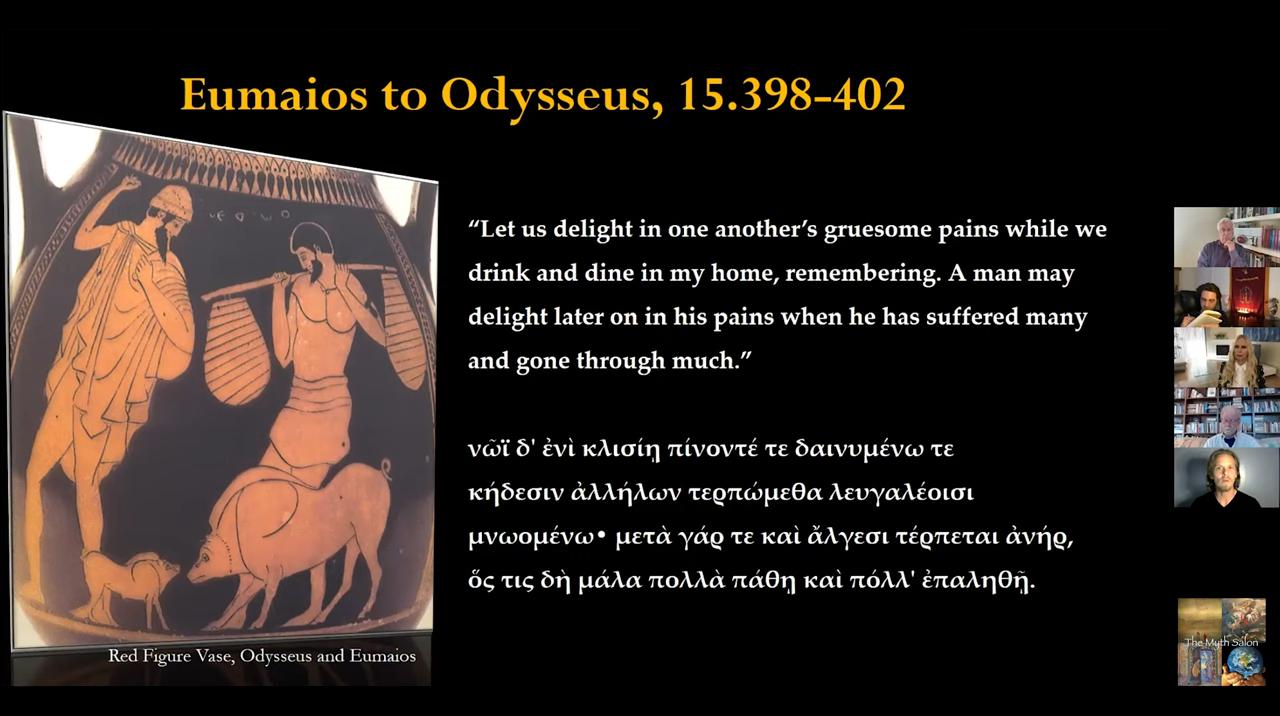 Eumaios to Odysseus, 15.398-402
“Let us delight in one another’s gruesome pains while we
drink and dine in my home, remembering. A man may
delight later on in his pains when he has suffered many
and gone through much.”
νῶϊ δ' ἐνὶ κλισίῃ πίνοντέ τε δαινυμένω τε
κήδεσιν ἀλλήλων τερπώμεθα λευγαλέοισι
μνωομένω• μετὰ γάρ τε καὶ ἄλγεσι τέρπεται ἀνήρ,
ὅς τις δὴ μάλα πολλὰ πάθῃ καὶ πόλλ' ἐπαληθῇ.
Red Figure Vase, Odysseus and Eumaios
The Myth Salon